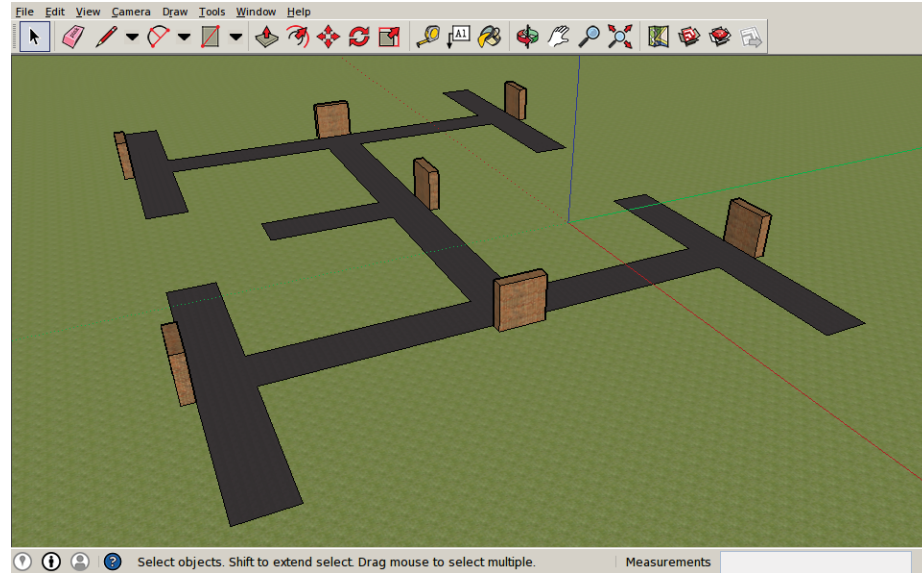 File Edit View Camera Draw Tools Window Help
A1
Select objects. Shift to extend select. Drag mouse to select multiple. Measurements